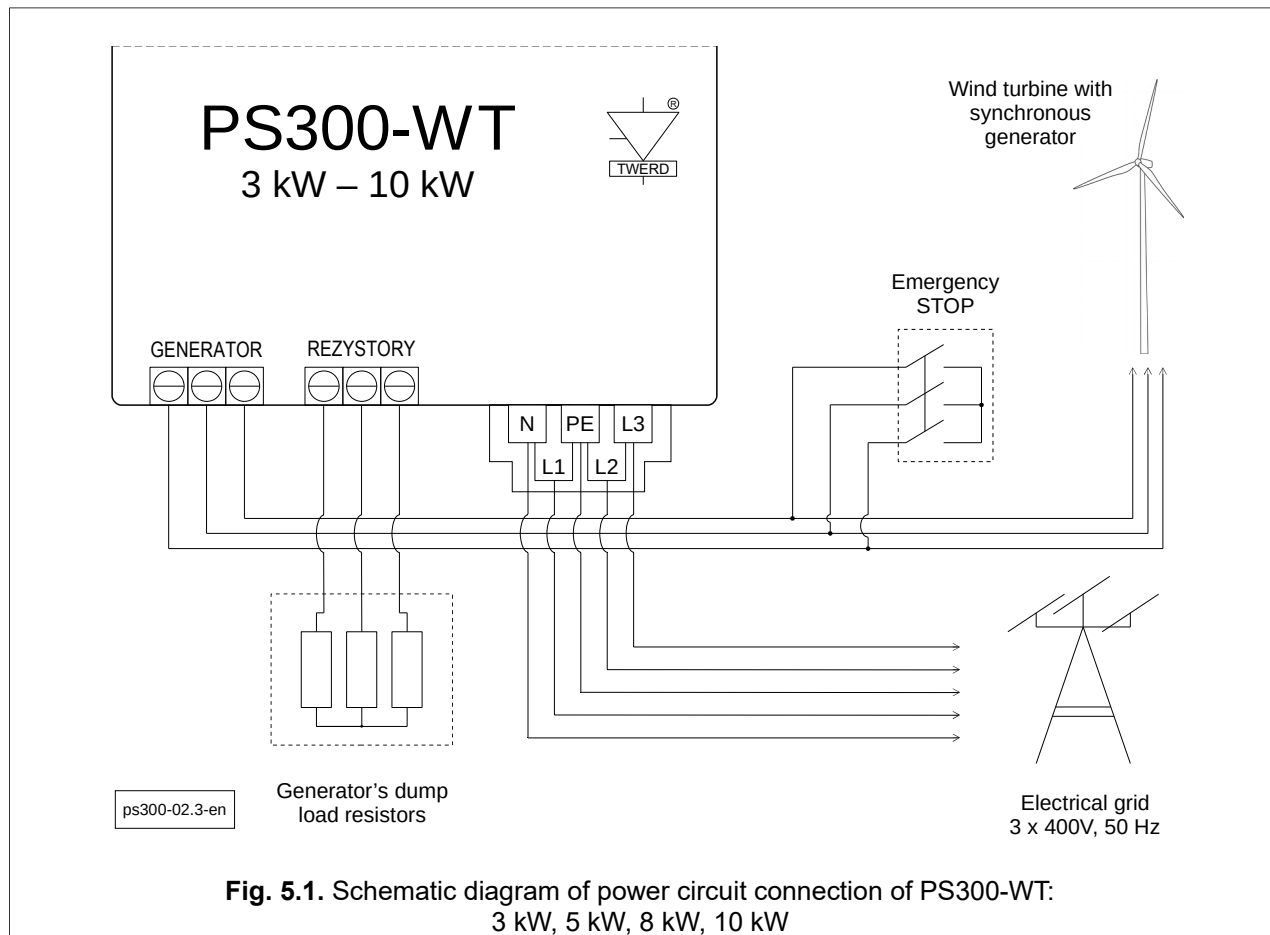 PS300-WT
3 kW – 10 kW
®
TWERD
Wind turbine with
synchronous
generator
Emergency
STOP
GENERATOR
REZYSTORY
N
PE
L3
L1
L2
Generator's dump
load resistors
ps300-02.3-en
Electrical grid
3 x 400V, 50 Hz
Fig. 5.1. Schematic diagram of power circuit connection of PS300-WT:
3 kW, 5 kW, 8 kW, 10 kW